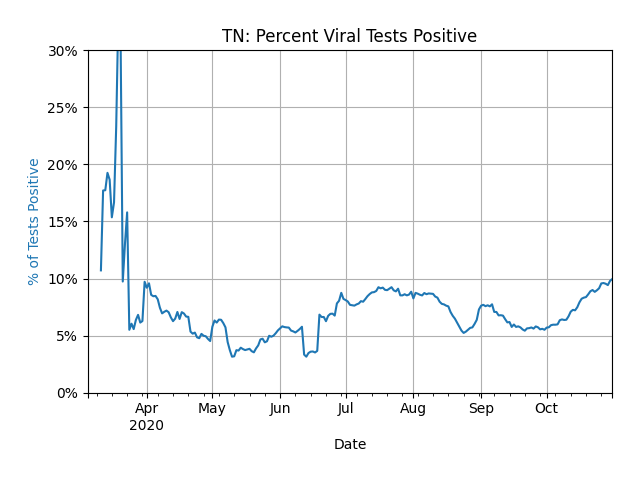 TN: Percent Viral Tests Positive
30%
25%
20%
15%
10%
5%
0%
% of Tests Positive
Apr May Jun Jul Aug Sep Oct
2020
Date